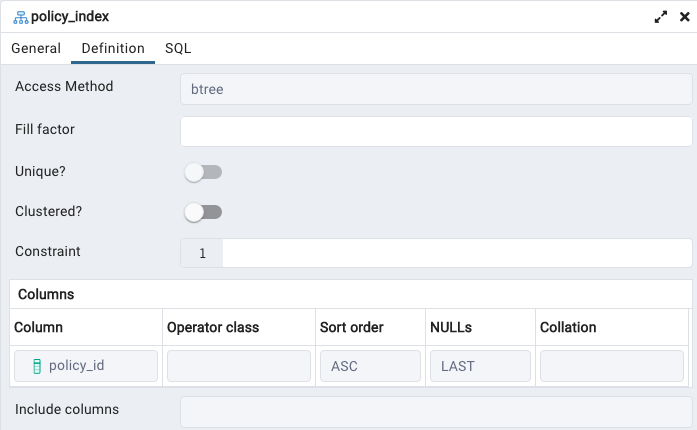 policy_index
General Definition SQL
Access Method btree
Fill factor
Unique?
Clustered?
Constraint 1
Columns
Column Operator class Sort order NULLs Collation
policy_id ASC LAST
Include columns